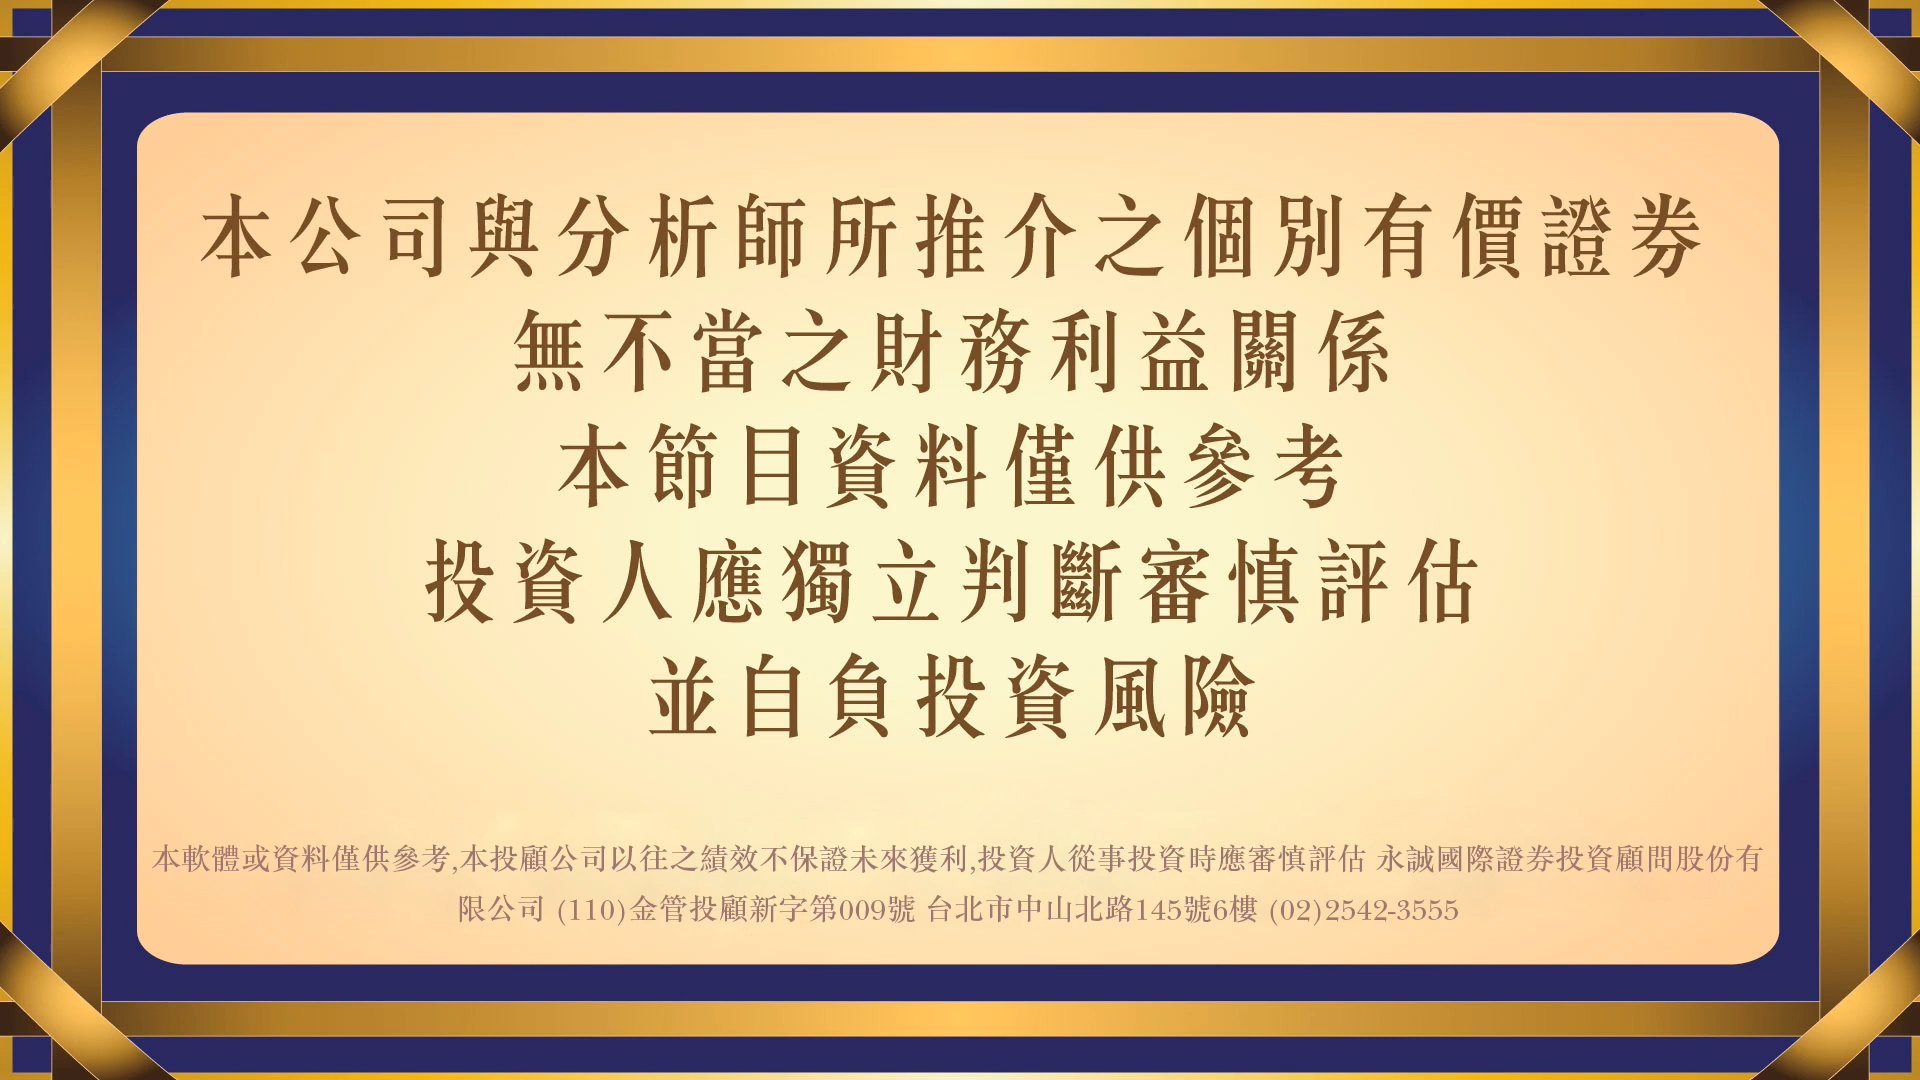 本公司與分析師所推介之個別有價證券
無不當之財務利益關係
本節目資料僅供參考
投資人應獨立判斷審慎評估
並自負投資風險
本軟體或資料僅供參考,本投顧公司以往之績效不保證未來獲利,投資人從事投資時應審慎評估 永誠國際證券投資顧問股份有
限公司 (110)金管投顧新字第009號 台北市中山北路145號6樓 (02)2542-3555